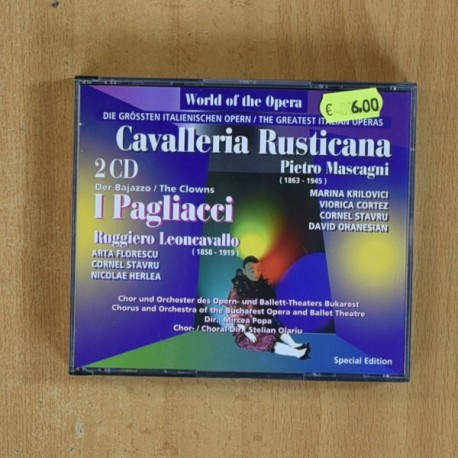 World of the Opera
€ 6.00
DIE GRÖSSTEN ITALIENISCHEN OPERN / THE GREATEST ITALIAN OPERAS
Cavalleria Rusticana
2 CD
Pietro Mascagni
(1863 - 1945)
MARINA KRILOVICI
VIORICA CORTEZ
CORNEL STAVRU
DAVID OHANESIAN
Der Bajazzo / The Clowns
I Pagliacci
Ruggiero Leoncavallo
(1858 - 1919)
ARTA FLORESCU
CORNEL STAVRU
NICOLAE HERLEA
Chor und Orchester des Opern- und Ballett-Theaters Bukarest
Chorus and Orchestra of the Bucharest Opera and Ballet Theatre
Dir.: Mircea Popa
Chor- / Choral Dir.: Stelian Olariu
Special Edition